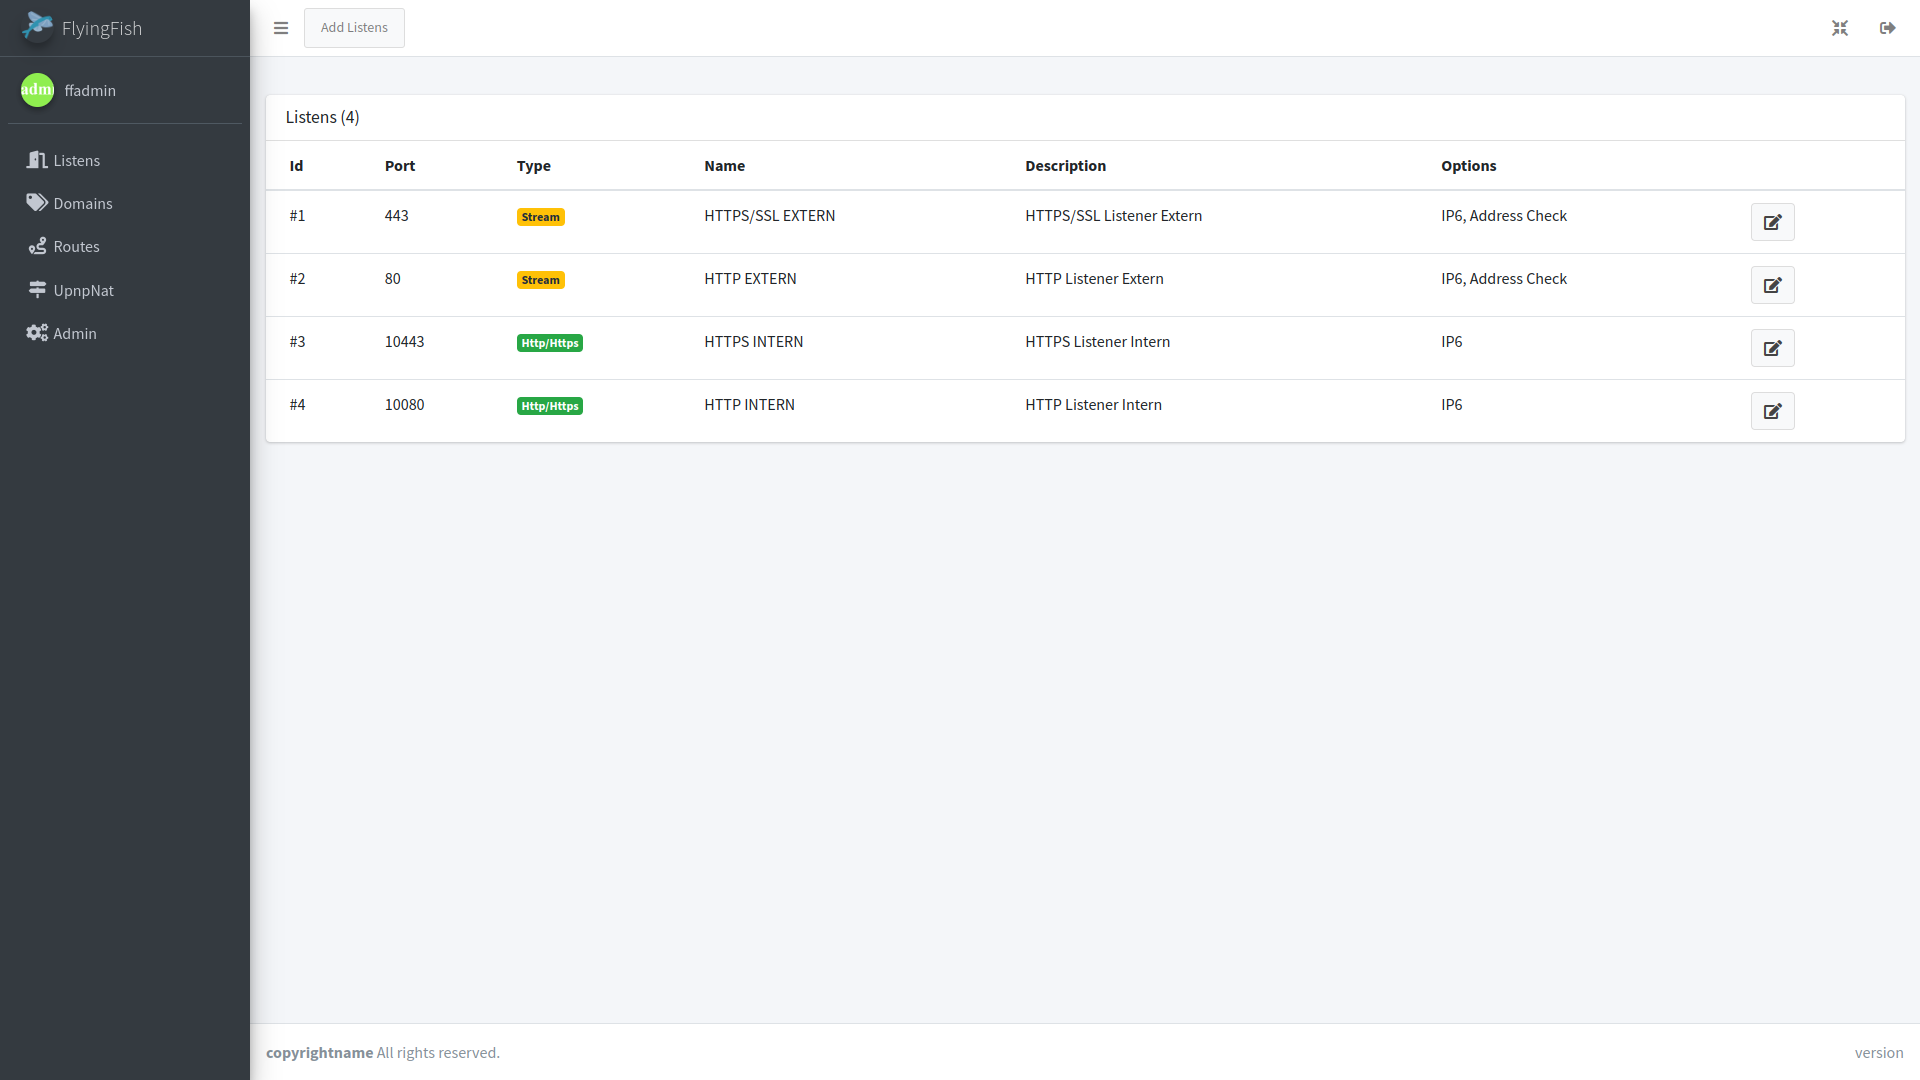 FlyingFish
Add Listens
adm
ffadmin
Listens
Domains
Routes
UpnpNat
Admin
Listens (4)
Id Port Type Name Description Options
#1 443 Stream HTTPS/SSL EXTERN HTTPS/SSL Listener Extern IP6, Address Check
#2 80 Stream HTTP EXTERN HTTP Listener Extern IP6, Address Check
#3 10443 Http/Https HTTPS INTERN HTTPS Listener Intern IP6
#4 10080 Http/Https HTTP INTERN HTTP Listener Intern IP6
copyrightname All rights reserved.
version